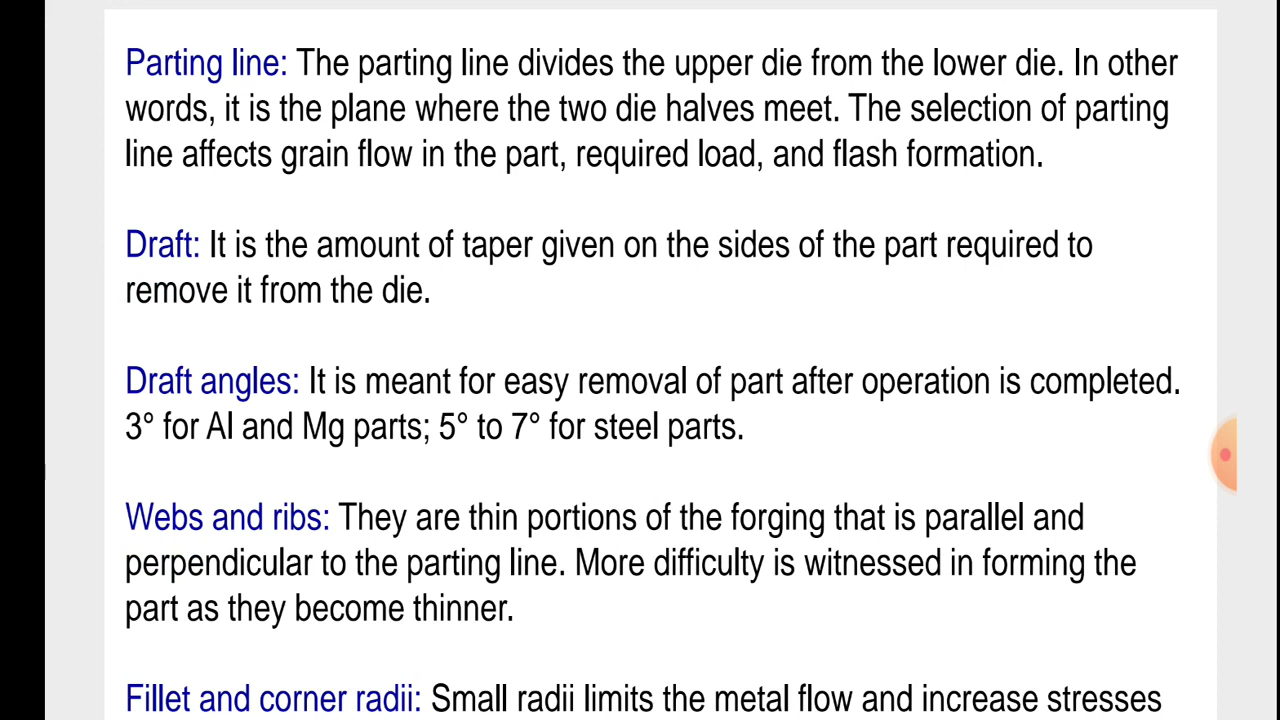 Parting line: The parting line divides the upper die from the lower die. In other
words, it is the plane where the two die halves meet. The selection of parting
line affects grain flow in the part, required load, and flash formation.
Draft: It is the amount of taper given on the sides of the part required to
remove it from the die.
Draft angles: It is meant for easy removal of part after operation is completed.
3° for Al and Mg parts; 5° to 7° for steel parts.
Webs and ribs: They are thin portions of the forging that is parallel and
perpendicular to the parting line. More difficulty is witnessed in forming the
part as they become thinner.
Fillet and corner radii: Small radii limits the metal flow and increase stresses